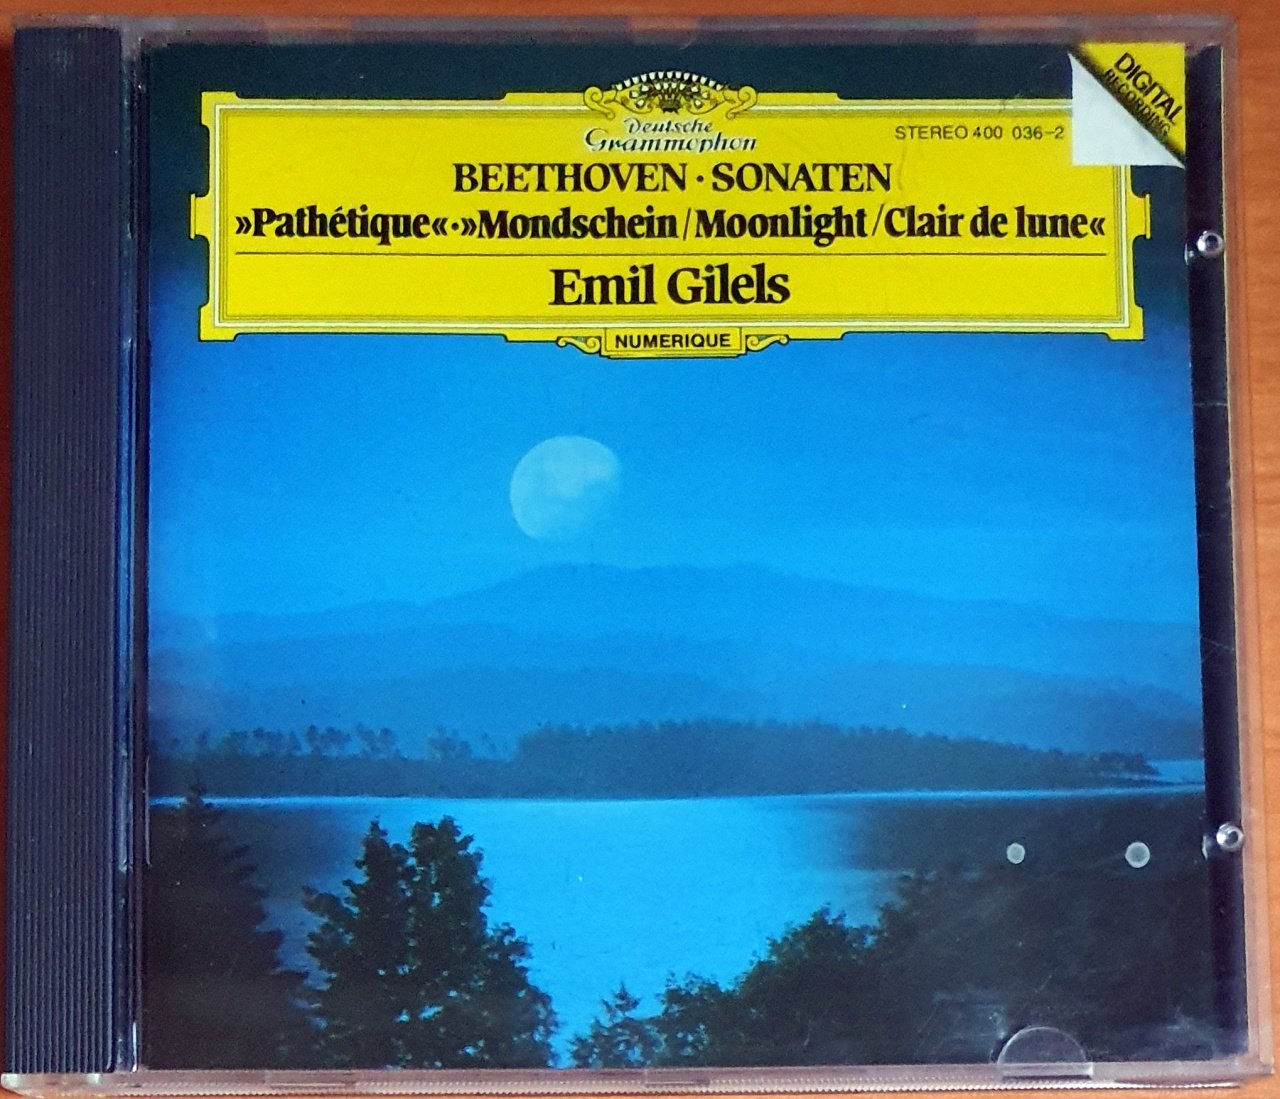 DIGITAL
RECORDING
Deutsche
Grammophon
STEREO 400 036-2
BEETHOVEN · SONATEN
»Pathétique«·»Mondschein/Moonlight/Clair de lune«
Emil Gilels
NUMERIQUE